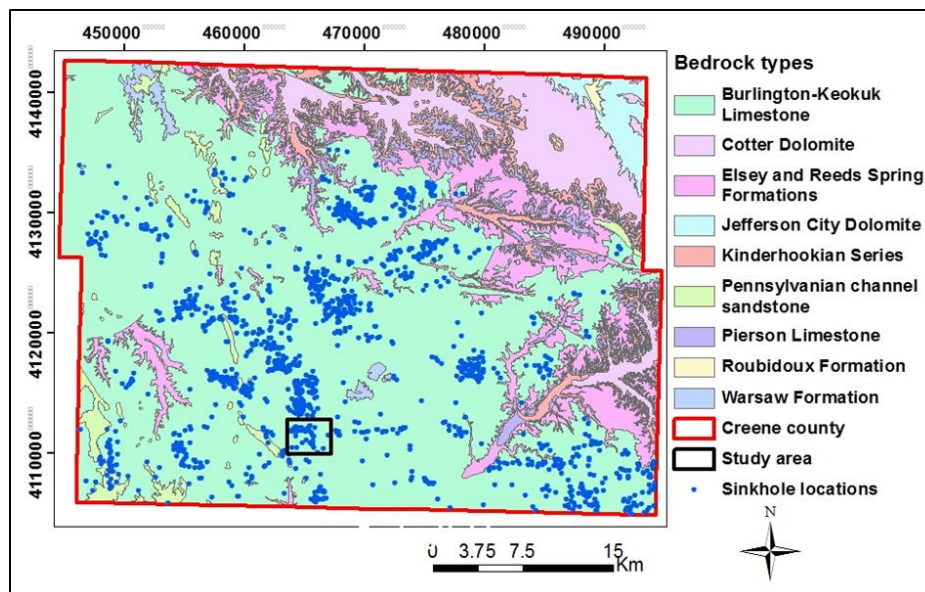 450000 460000 470000 480000 490000
4140000
4130000
4120000
4110000
Bedrock types
Burlington-Keokuk
Limestone
Cotter Dolomite
Elsey and Reeds Spring
Formations
Jefferson City Dolomite
Kinderhookian Series
Pennsylvanian channel
sandstone
Pierson Limestone
Roubidoux Formation
Warsaw Formation
Creene county
Study area
Sinkhole locations
N
0 3.75 7.5 15
Km